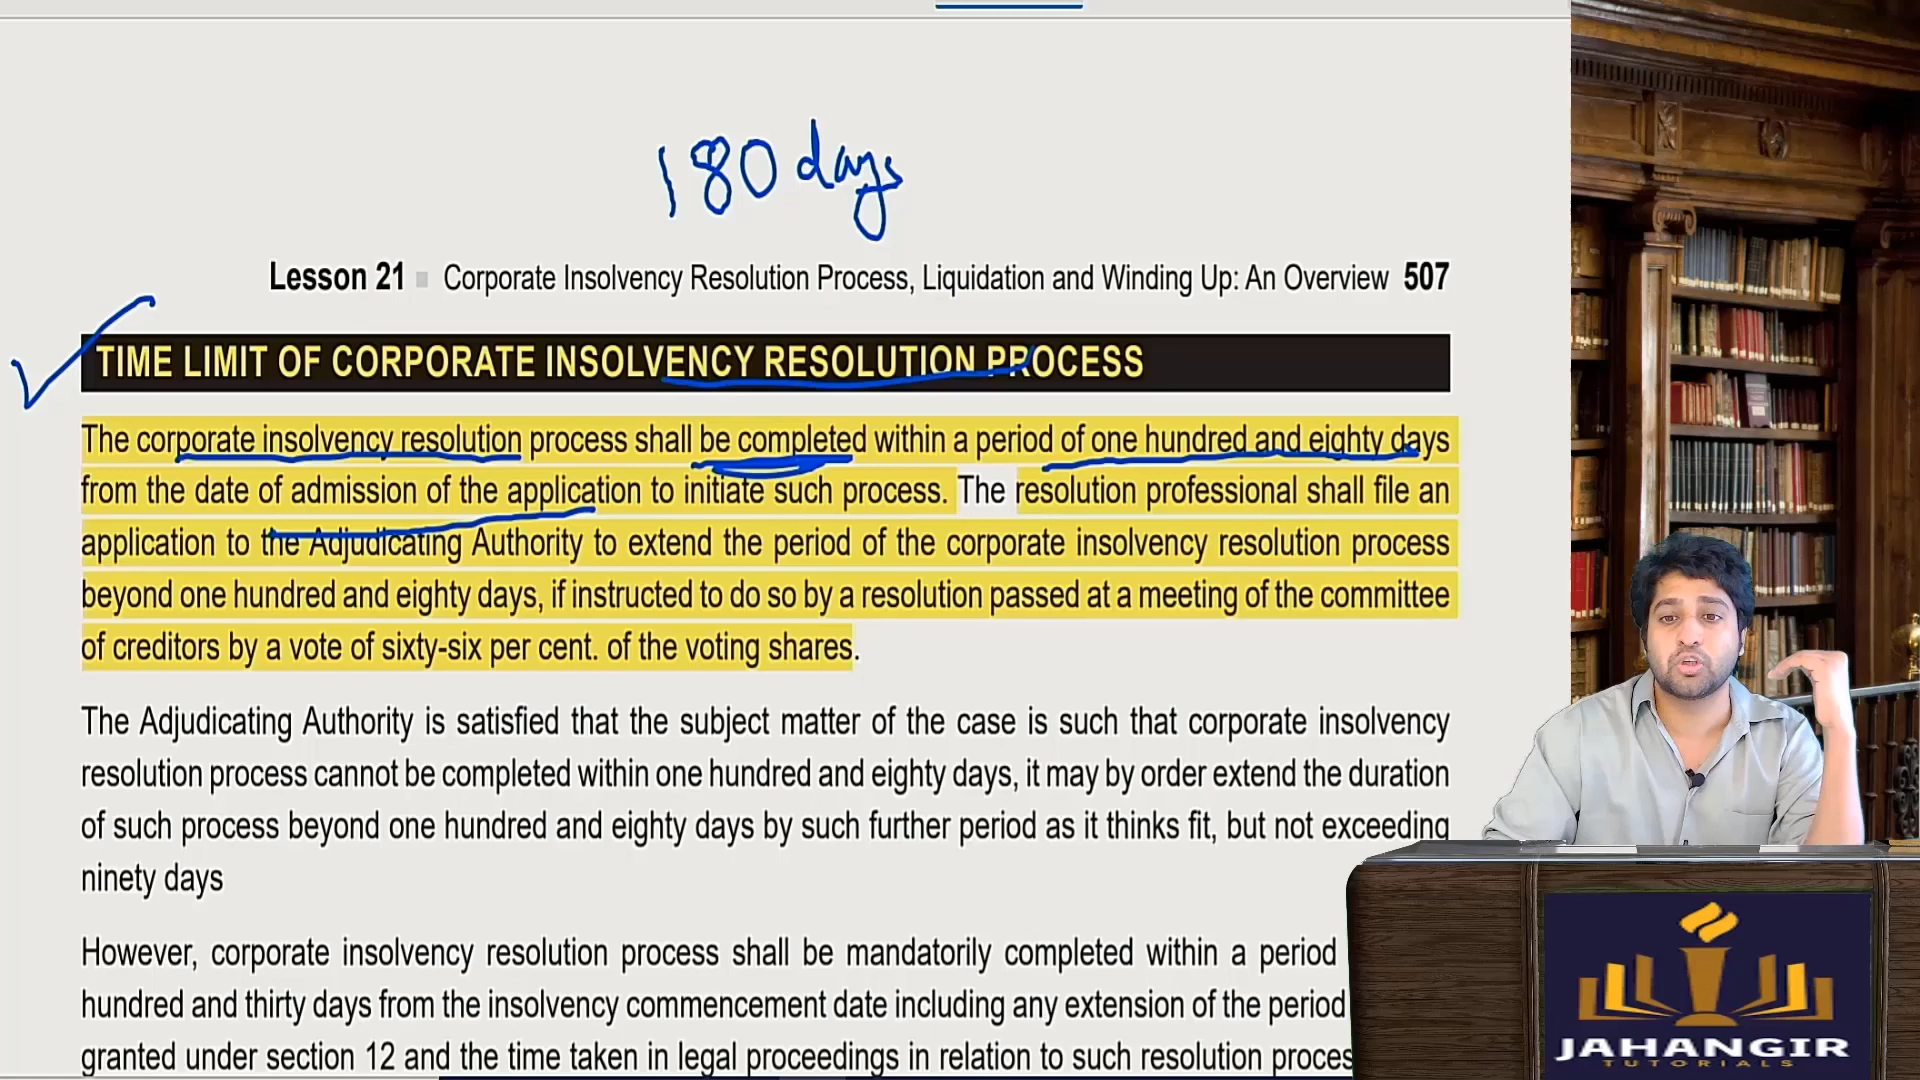 180 days
Lesson 21 Corporate Insolvency Resolution Process, Liquidation and Winding Up: An Overview 507
TIME LIMIT OF CORPORATE INSOLVENCY RESOLUTION PROCESS
The corporate insolvency resolution process shall be completed within a period of one hundred and eighty days
from the date of admission of the application to initiate such process. The resolution professional shall file an
application to the Adjudicating Authority to extend the period of the corporate insolvency resolution process
beyond one hundred and eighty days, if instructed to do so by a resolution passed at a meeting of the committee
of creditors by a vote of sixty-six per cent. of the voting shares.
The Adjudicating Authority is satisfied that the subject matter of the case is such that corporate insolvency
resolution process cannot be completed within one hundred and eighty days, it may by order extend the duration
of such process beyond one hundred and eighty days by such further period as it thinks fit, but not exceeding
ninety days
However, corporate insolvency resolution process shall be mandatorily completed within a period
hundred and thirty days from the insolvency commencement date including any extension of the period
granted under section 12 and the time taken in legal proceedings in relation to such resolution proces
JAHANGIR
TUTORIALS